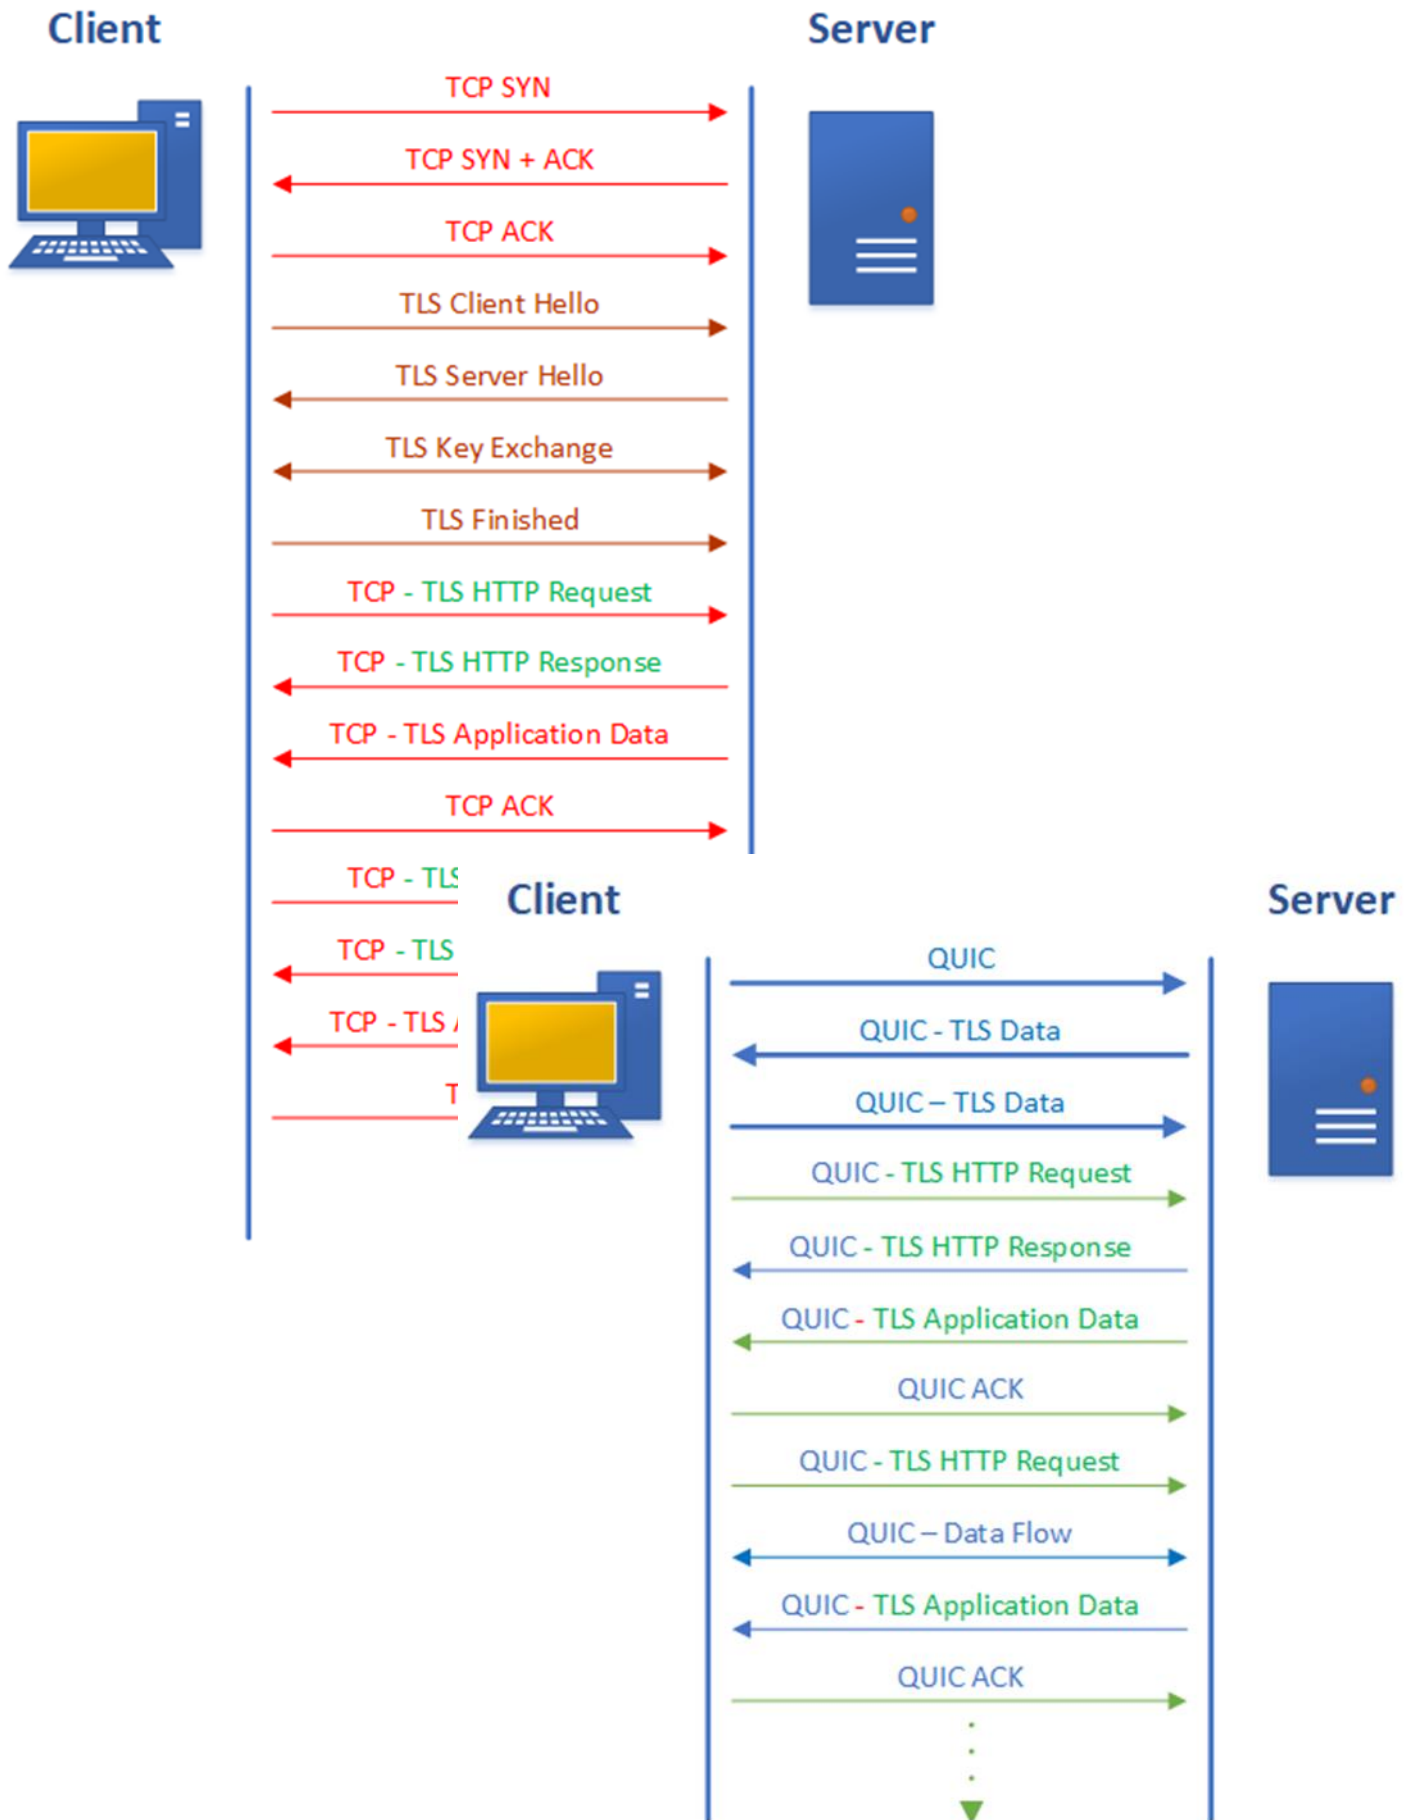 Client
Server
TCP SYN
TCP SYN + ACK
TCP ACK
TLS Client Hello
TLS Server Hello
TLS Key Exchange
TLS Finished
TCP - TLS HTTP Request
TCP - TLS HTTP Response
TCP - TLS Application Data
TCP ACK
TCP - TLS
TCP - TLS
TCP - TLS
Client
Server
QUIC
QUIC - TLS Data
QUIC – TLS Data
QUIC - TLS HTTP Request
QUIC - TLS HTTP Response
QUIC - TLS Application Data
QUIC ACK
QUIC - TLS HTTP Request
QUIC – Data Flow
QUIC - TLS Application Data
QUIC ACK